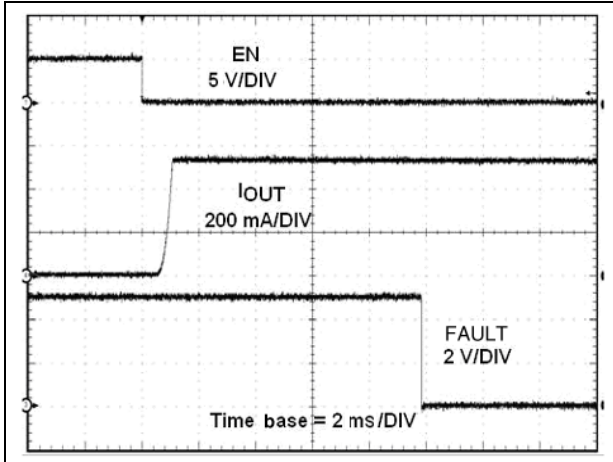 EN
5 V/DIV
IOUT
200 mA/DIV
FAULT
2 V/DIV
Time base = 2 ms/DIV